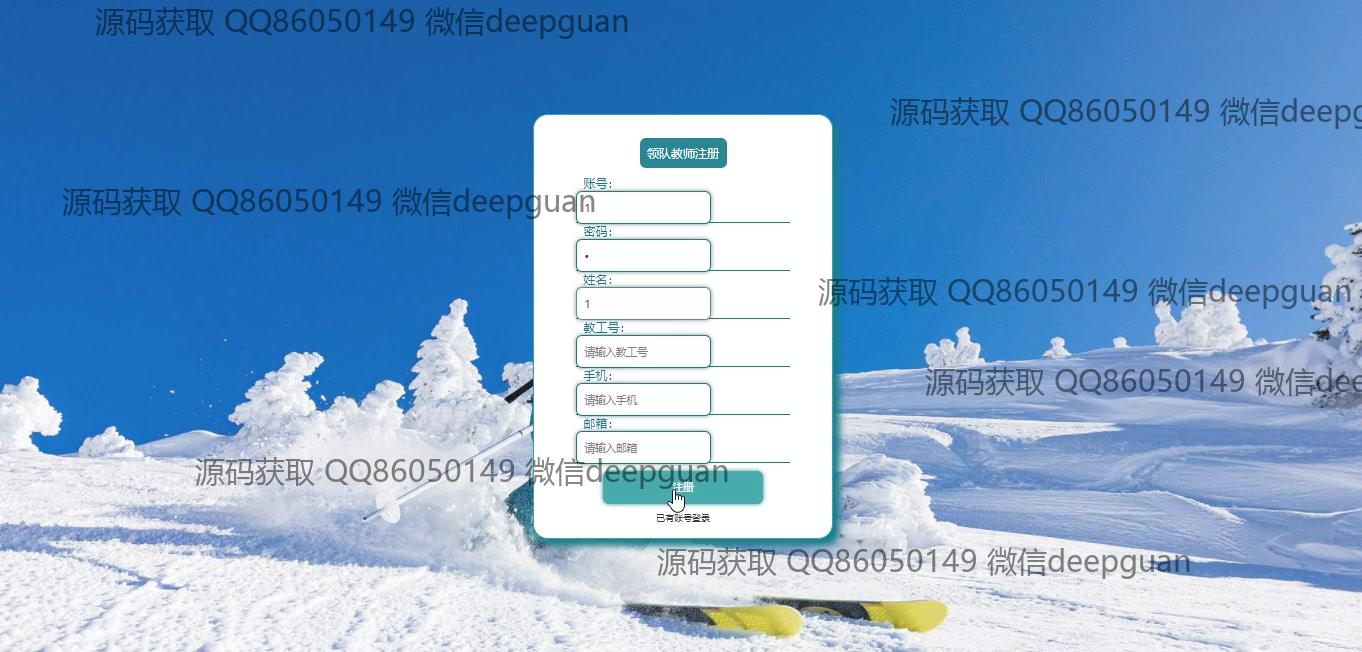 源码获取 QQ86050149 微信deepguan
源码获取 QQ86050149 微信deepg
领队教师注册
账号：
源码获取 QQ86050149 微信deepguan
1
密码：
•
姓名：
源码获取 QQ86050149 微信deepguan
1
教工号：
请输入教工号
手机：
源码获取 QQ86050149 微信dee
请输入手机
邮箱：
请输入邮箱
源码获取 QQ86050149 微信deepguan
注册
已有账号登录
源码获取 QQ86050149 微信deepguan